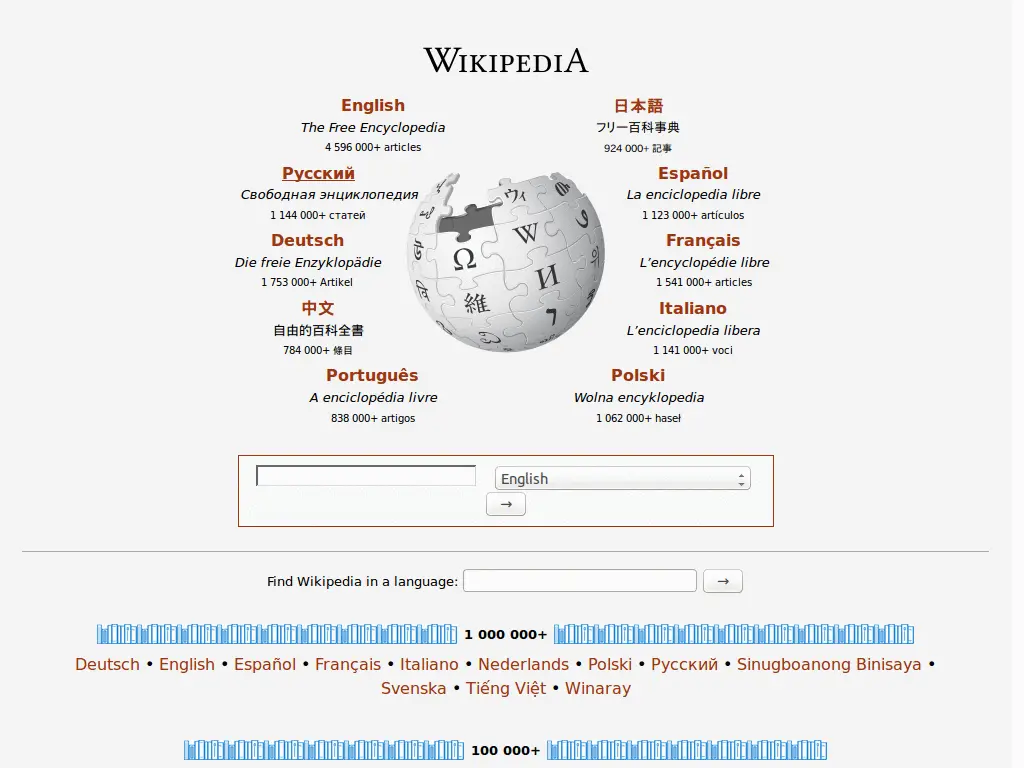 WIKIPEDIA
English
The Free Encyclopedia
4 596 000+ articles
日本語
フリー百科事典
924 000+ 記事
Русский
Свободная энциклопедия
1 144 000+ статей
Español
La enciclopedia libre
1 123 000+ artículos
Deutsch
Die freie Enzyklopädie
1 753 000+ Artikel
Français
L’encyclopédie libre
1 541 000+ articles
中文
自由的百科全書
784 000+ 條目
Italiano
L’enciclopedia libera
1 141 000+ voci
Português
A enciclopédia livre
838 000+ artigos
Polski
Wolna encyklopedia
1 062 000+ haseł
ウィ
Ω
W
И
維
English
→
Find Wikipedia in a language:
→
1 000 000+
Deutsch • English • Español • Français • Italiano • Nederlands • Polski • Русский • Sinugboanong Binisaya •
Svenska • Tiếng Việt • Winaray
100 000+